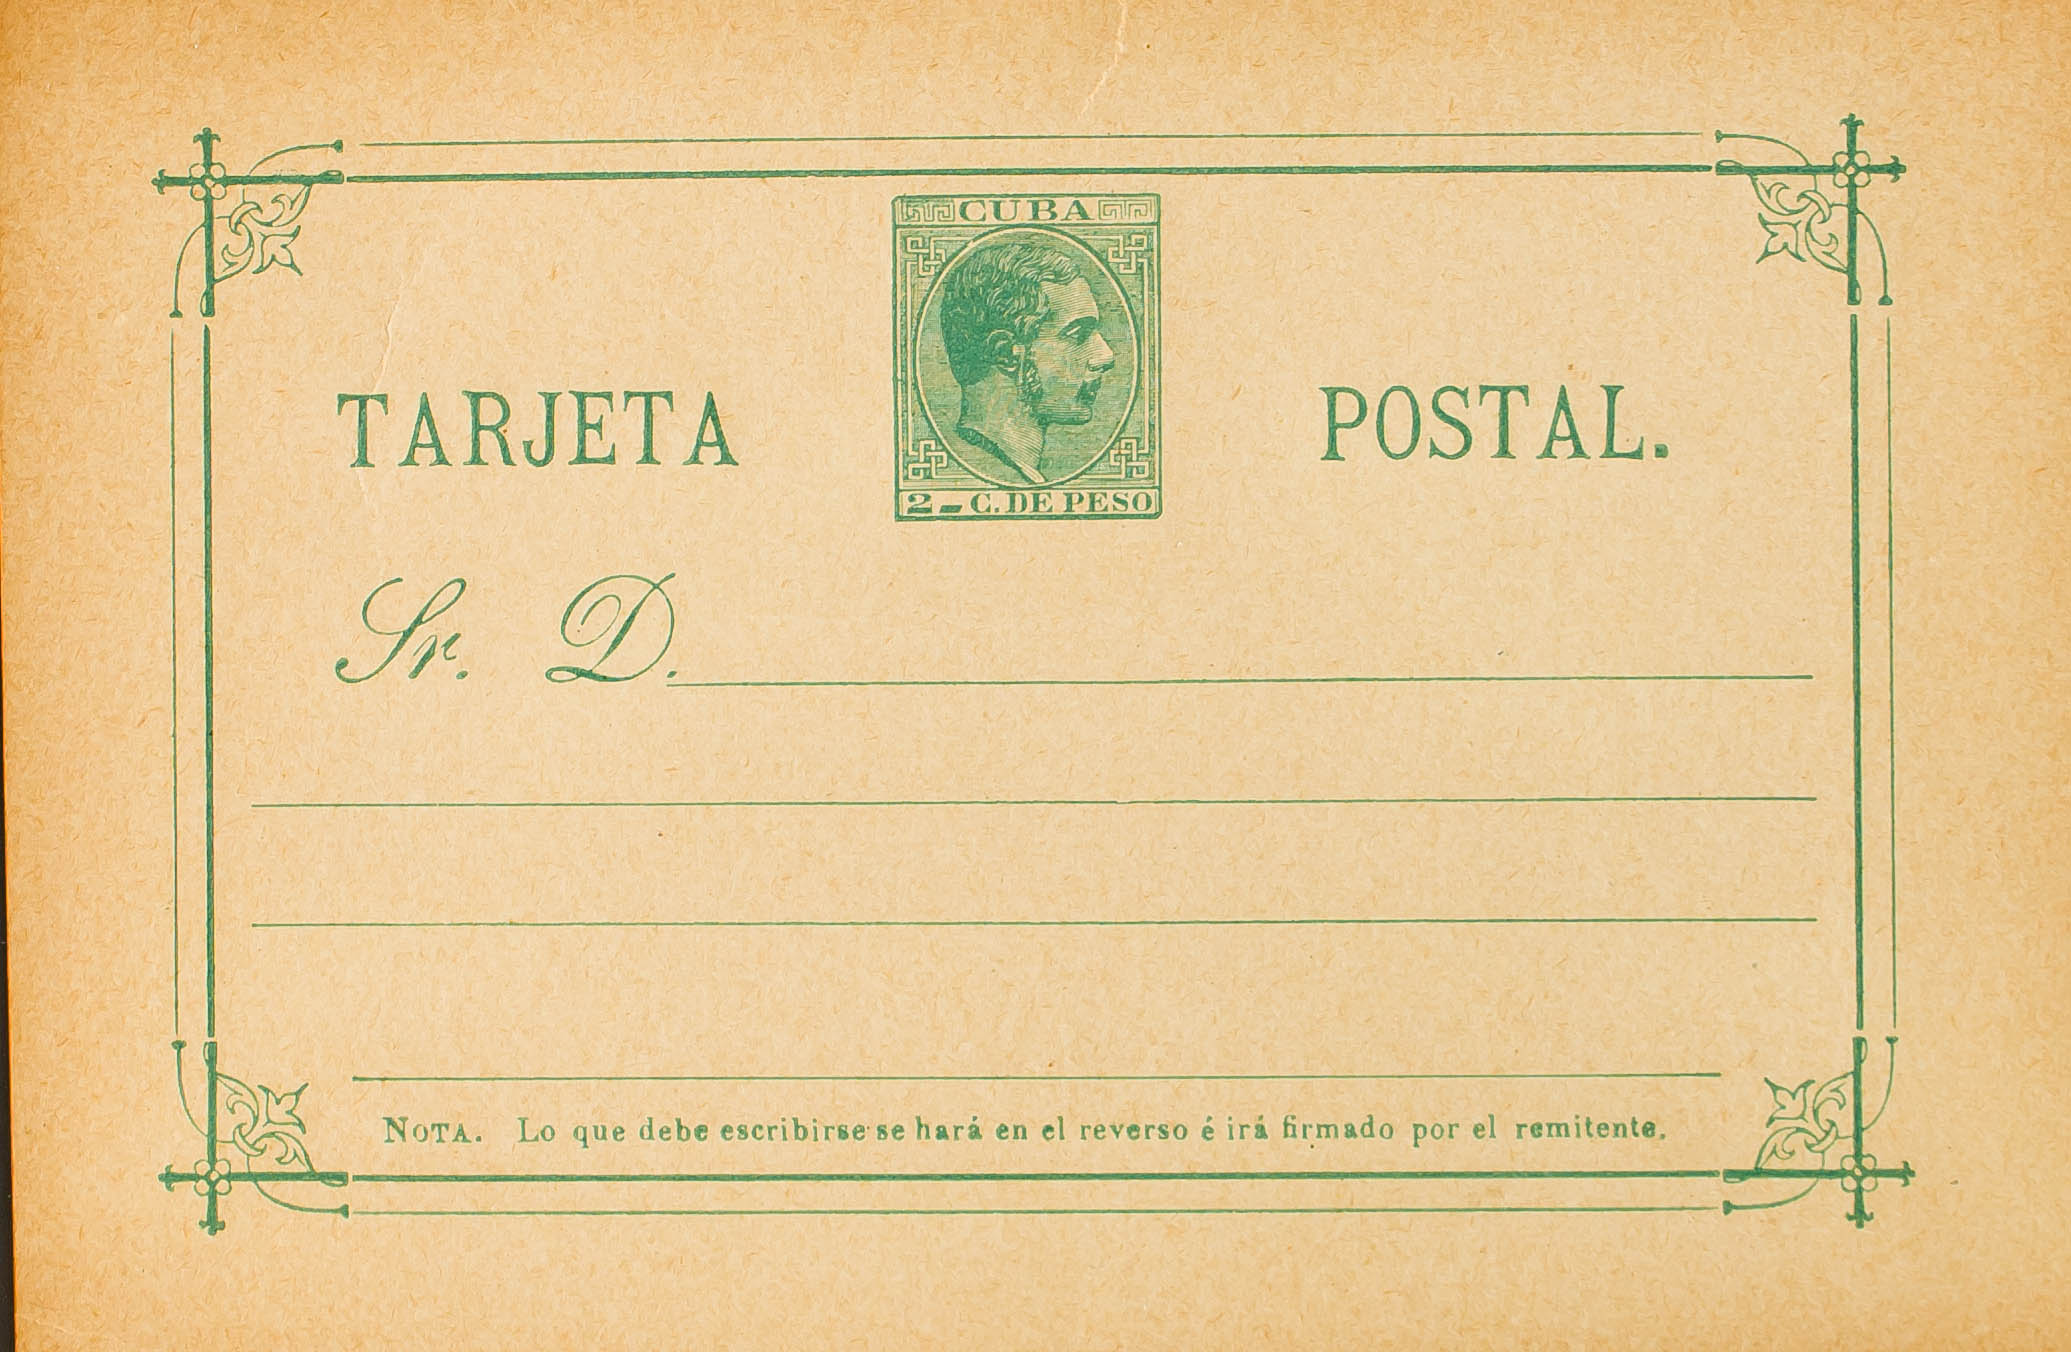 CUBA
TARJETA POSTAL.
2 - C. DE PESO
Sr. D.
NOTA. Lo que debe escribirse se hará en el reverso é irá firmado por el remitente.